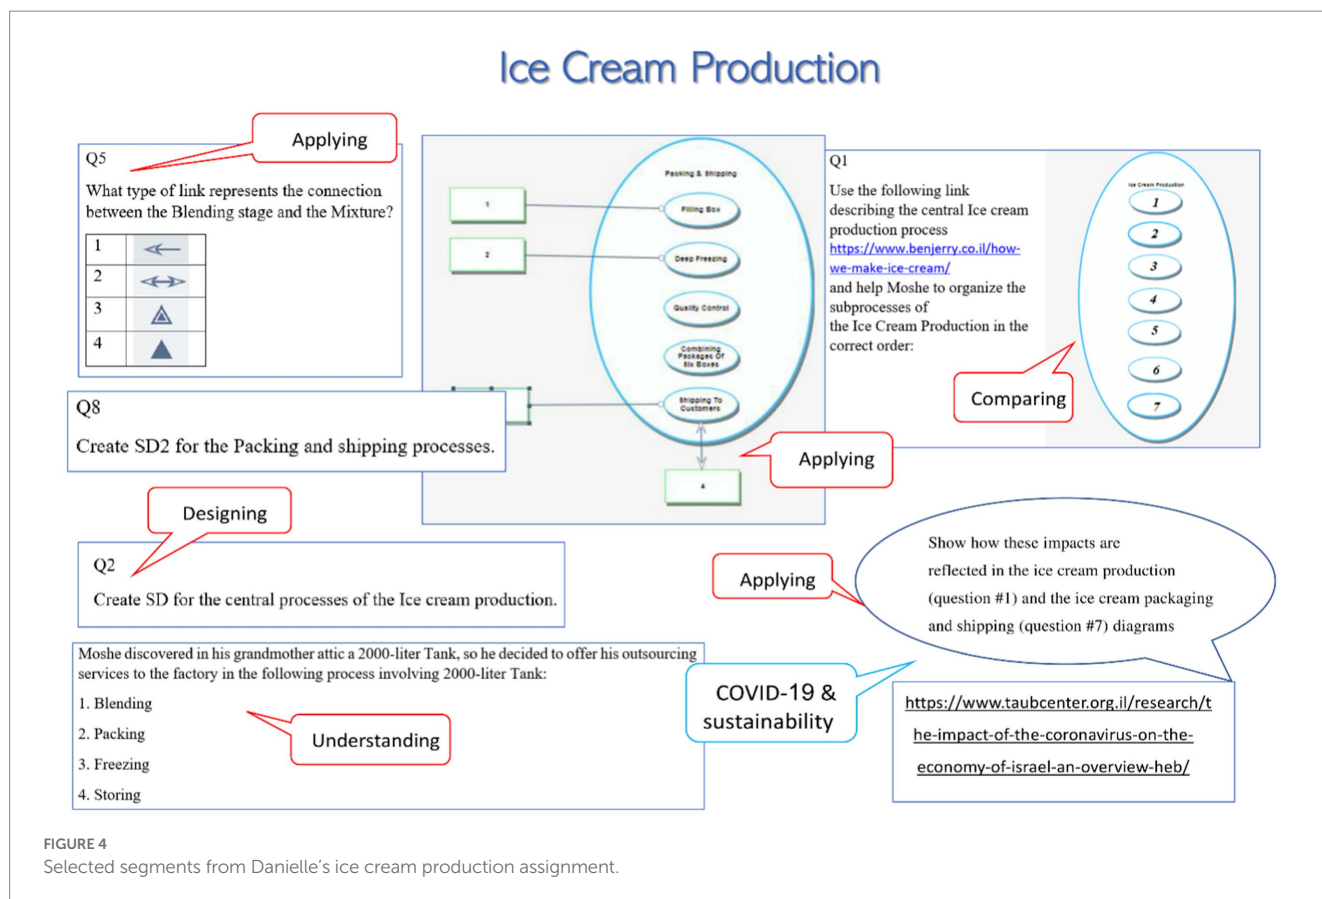 Ice Cream Production
Applying
Q5
What type of link represents the connection
between the Blending stage and the Mixture?
1
2
3
4
Q8
Create SD2 for the Packing and shipping processes.
Packing & Shipping
1
Filling Box
2
Deep Freezing
Quality Control
Combining
Packages Of
Six Boxes
Shipping To
Customers
4
Applying
Q1
Use the following link
describing the central Ice cream
production process
https://www.benjerry.co.il/how-
we-make-ice-cream/
and help Moshe to organize the
subprocesses of
the Ice Cream Production in the
correct order:
Comparing
Ice Cream Production
1
2
3
4
5
6
7
Designing
Q2
Create SD for the central processes of the Ice cream production.
Moshe discovered in his grandmother attic a 2000-liter Tank, so he decided to offer his outsourcing
services to the factory in the following process involving 2000-liter Tank:
1. Blending
2. Packing
3. Freezing
4. Storing
Understanding
Applying
Show how these impacts are
reflected in the ice cream production
(question #1) and the ice cream packaging
and shipping (question #7) diagrams
COVID-19 &
sustainability
https://www.taubcenter.org.il/research/t
he-impact-of-the-coronavirus-on-the-
economy-of-israel-an-overview-heb/
FIGURE 4
Selected segments from Danielle's ice cream production assignment.